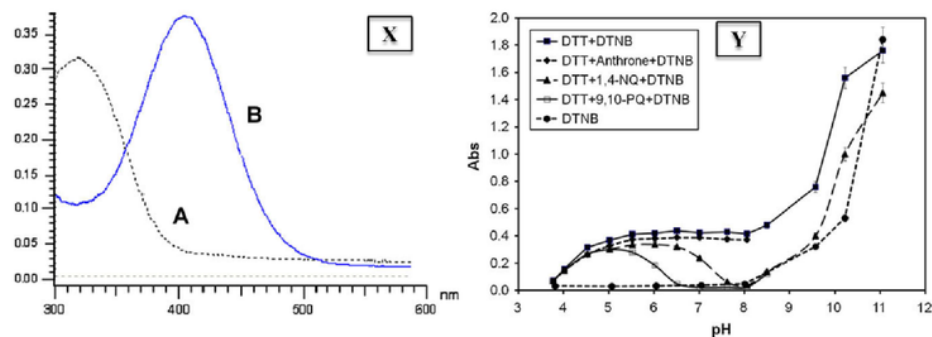 X
0.35
0.30
0.25
0.20
0.15
0.10
0.05
0.00
A
B
300
400
500
600
nm
Y
DTT+DTNB
DTT+Anthrone+DTNB
DTT+1,4-NQ+DTNB
DTT+9,10-PQ+DTNB
DTNB
Abs
2.0
1.8
1.6
1.4
1.2
1.0
0.8
0.6
0.4
0.2
0.0
3 4 5 6 7 8 9 10 11 12
pH